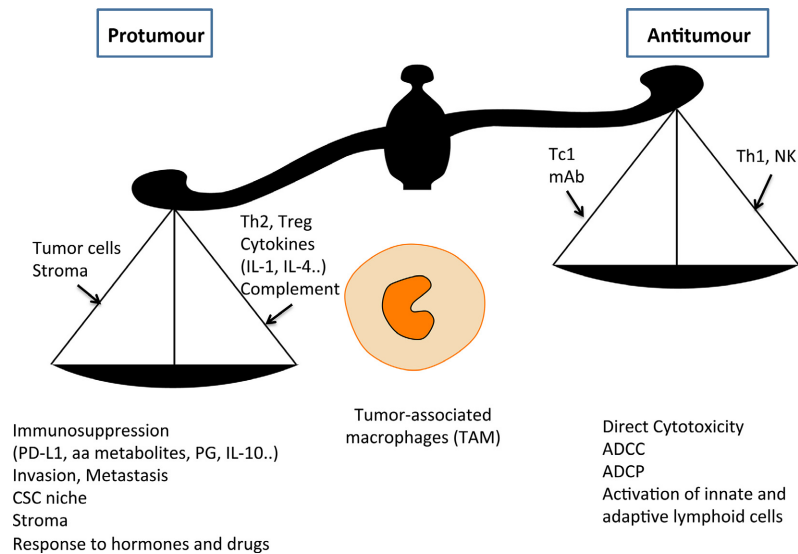 Protumour
Antitumour
Tc1
mAb
Th1, NK
Tumor cells
Stroma
Th2, Treg
Cytokines
(IL-1, IL-4..)
Complement
Tumor-associated
macrophages (TAM)
Immunosuppression
(PD-L1, aa metabolites, PG, IL-10..)
Invasion, Metastasis
CSC niche
Stroma
Response to hormones and drugs
Direct Cytotoxicity
ADCC
ADCP
Activation of innate and
adaptive lymphoid cells